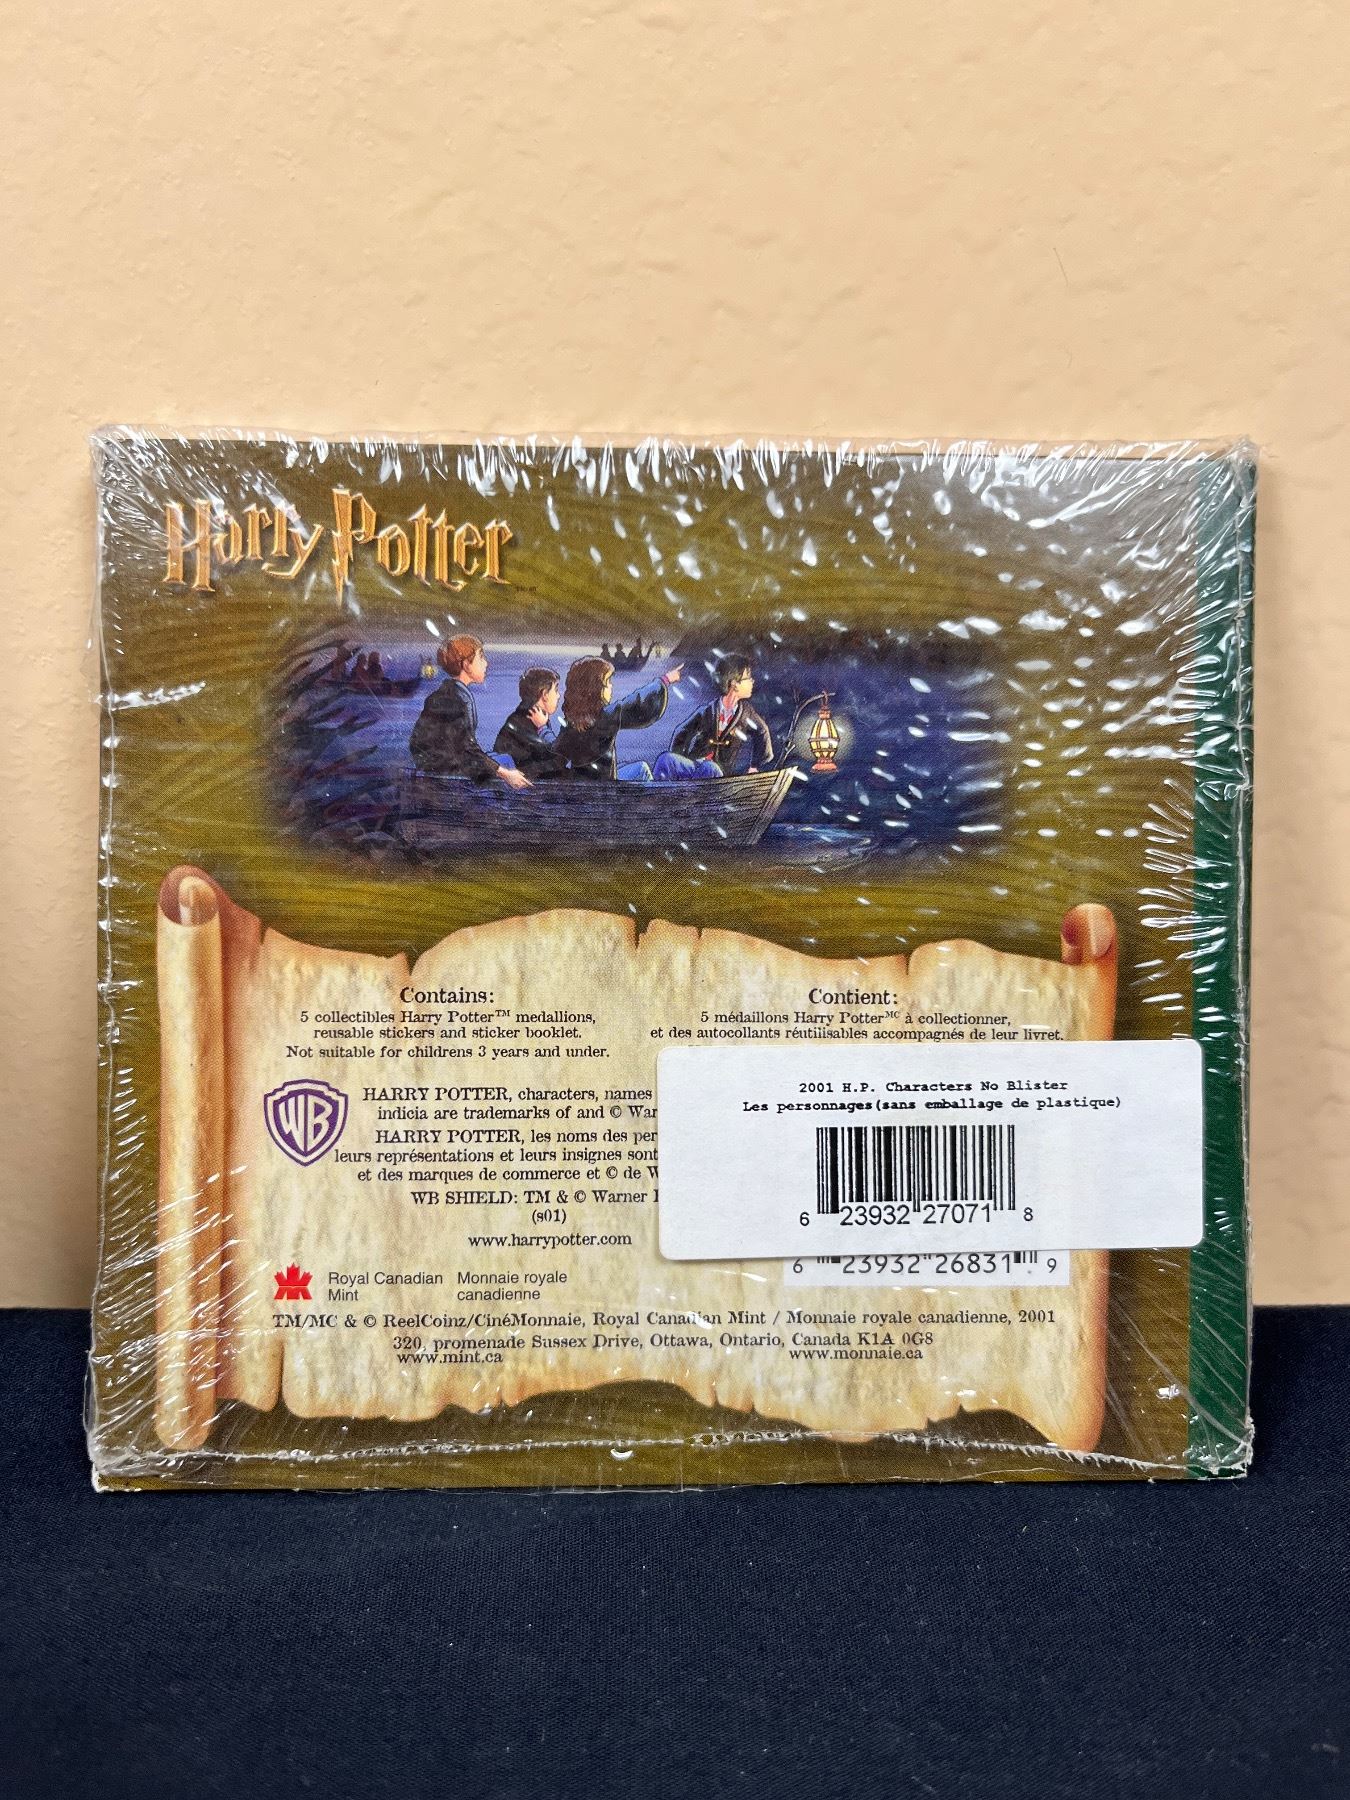 Harry Potter
Contains:
5 collectibles Harry Potter™ medallions,
reusable stickers and sticker booklet.
Not suitable for childrens 3 years and under.
Contient:
5 médaillons Harry Potter MC à collectionner,
et des autocollants réutilisables accompagnés de leur livret.
WB
HARRY POTTER, characters, names
indicia are trademarks of and © War
HARRY POTTER, les noms des per
leurs représentations et leurs insignes sont
et des marques de commerce et © de W
WB SHIELD: TM & © Warner
(s01)
www.harrypotter.com
2001 H.P. Characters No Blister
Les personnages(sans emballage de plastique)
6 23932 27071 8
6 23932 26831 9
Royal Canadian Mint
Monnaie royale canadienne
TM/MC & © ReelCoinz/CinéMonnaie, Royal Canadian Mint / Monnaie royale canadienne, 2001
320, promenade Sussex Drive, Ottawa, Ontario, Canada K1A 0G8
www.mint.ca www.monnaie.ca